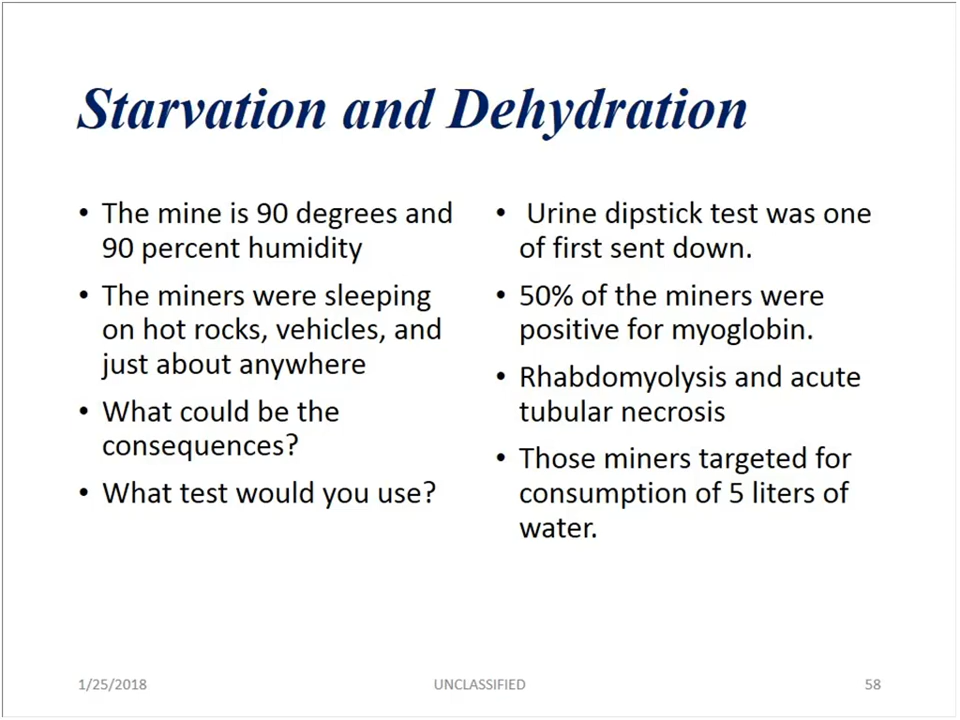 Starvation and Dehydration
• The mine is 90 degrees and
90 percent humidity
• The miners were sleeping
on hot rocks, vehicles, and
just about anywhere
• What could be the
consequences?
• What test would you use?
• Urine dipstick test was one
of first sent down.
• 50% of the miners were
positive for myoglobin.
• Rhabdomyolysis and acute
tubular necrosis
• Those miners targeted for
consumption of 5 liters of
water.
1/25/2018
UNCLASSIFIED
58